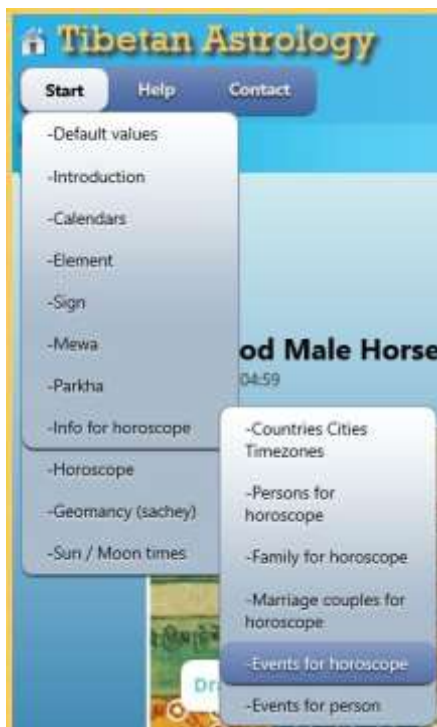 Tibetan Astrology
Start Help Contact
-Default values
-Introduction
-Calendars
-Element
-Sign
-Mewa
od Male Horse
-Parkha
04:59
-Info for horoscope
-Horoscope
-Geomancy (sachey)
-Sun / Moon times
-Countries Cities
Timezones
-Persons for
horoscope
-Family for horoscope
-Marriage couples for
horoscope
-Events for horoscope
-Events for person
Dr